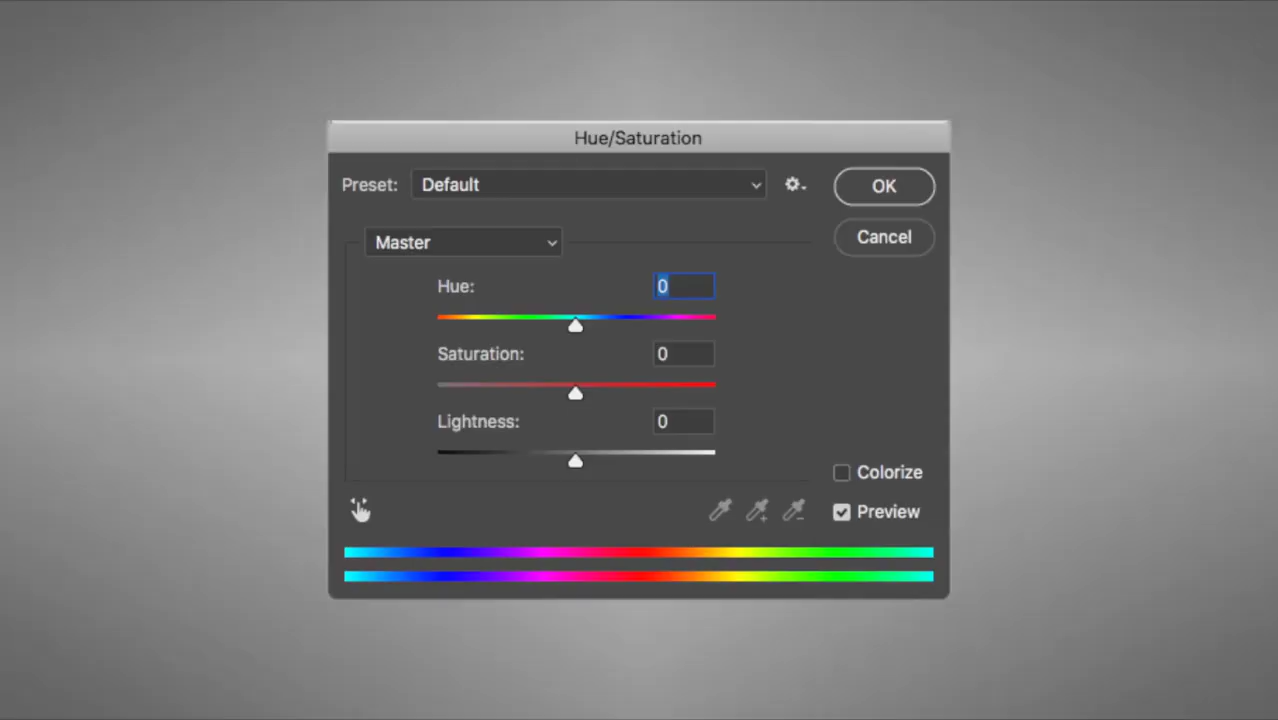 Hue/Saturation
Preset: Default
OK
Cancel
Master
Hue: 0
Saturation: 0
Lightness: 0
Colorize
Preview